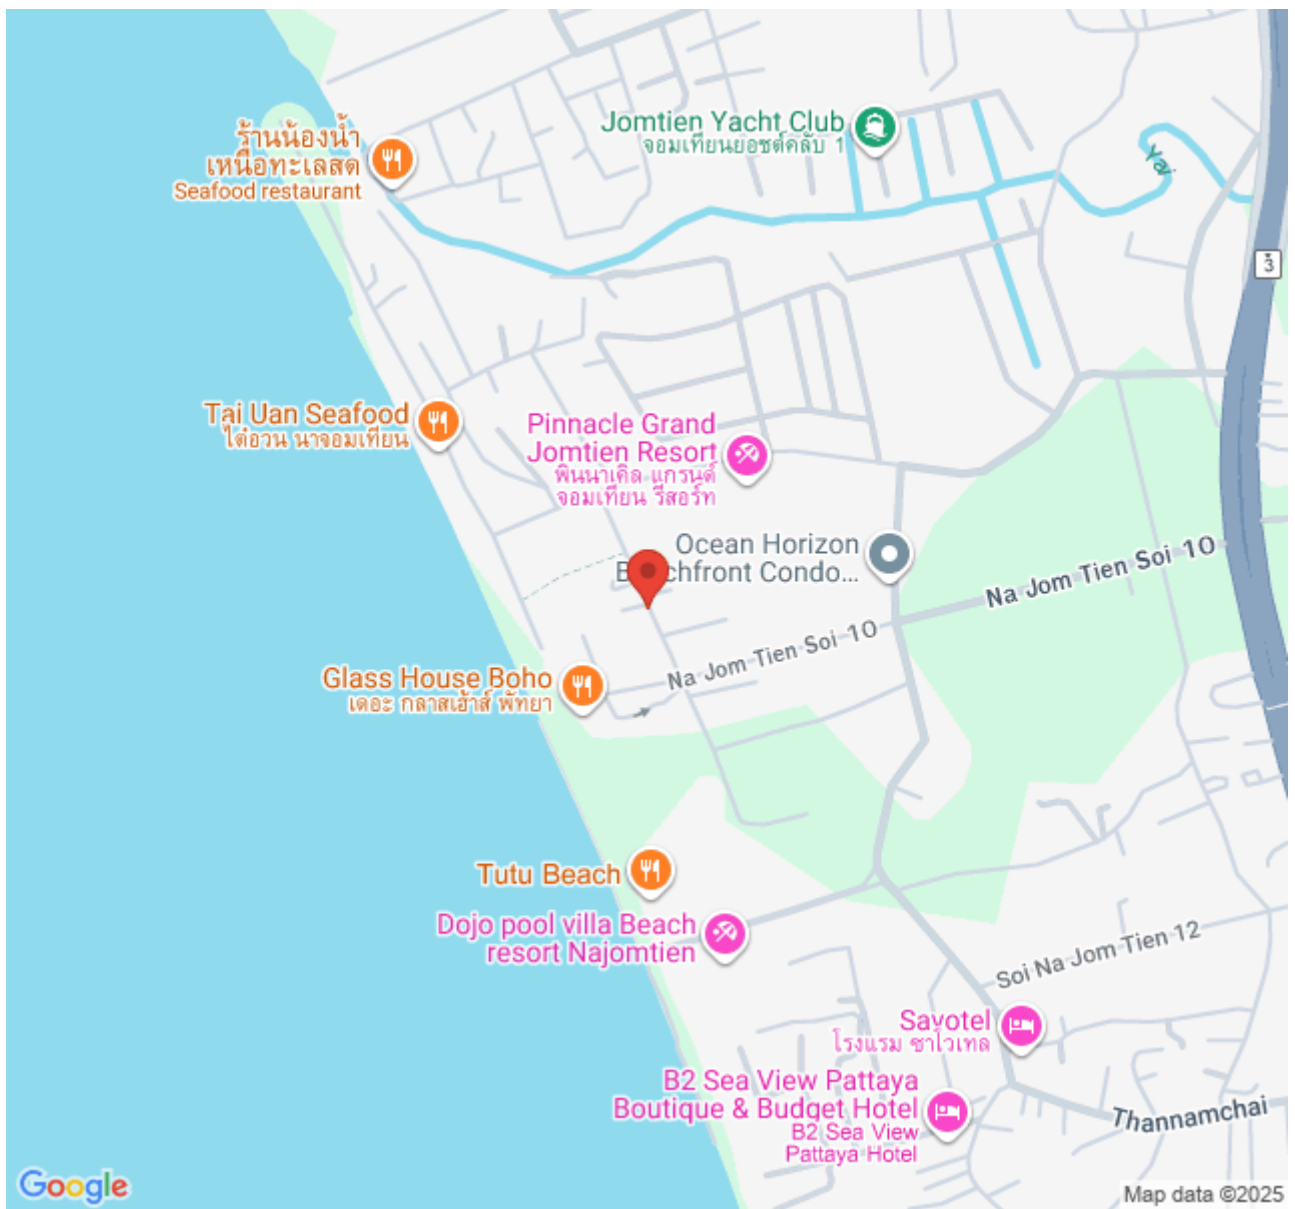 Jomtien Yacht Club
จอมเทียนยอชต์คลับ 1
ร้านน้องน้ำ
เหนือทะเลสด
Seafood restaurant
Yai
3
Tai Uan Seafood
ไต๋อวน นาจอมเทียน
Pinnacle Grand
Jomtien Resort
พินนาเคิล แกรนด์
จอมเทียน รีสอร์ท
Ocean Horizon
B chfront Condo...
Na Jom Tien Soi 10
Na Jom Tien Soi 10
Glass House Boho
เดอะ กลาสเฮ้าส์ พัทยา
Tutu Beach
Dojo pool villa Beach
resort Najomtien
Soi Na Jom Tien 12
Savotel
โรงแรม ซาโวเทล
B2 Sea View Pattaya
Boutique & Budget Hotel
B2 Sea View
Pattaya Hotel
Thannamchai
Google
Map data ©2025